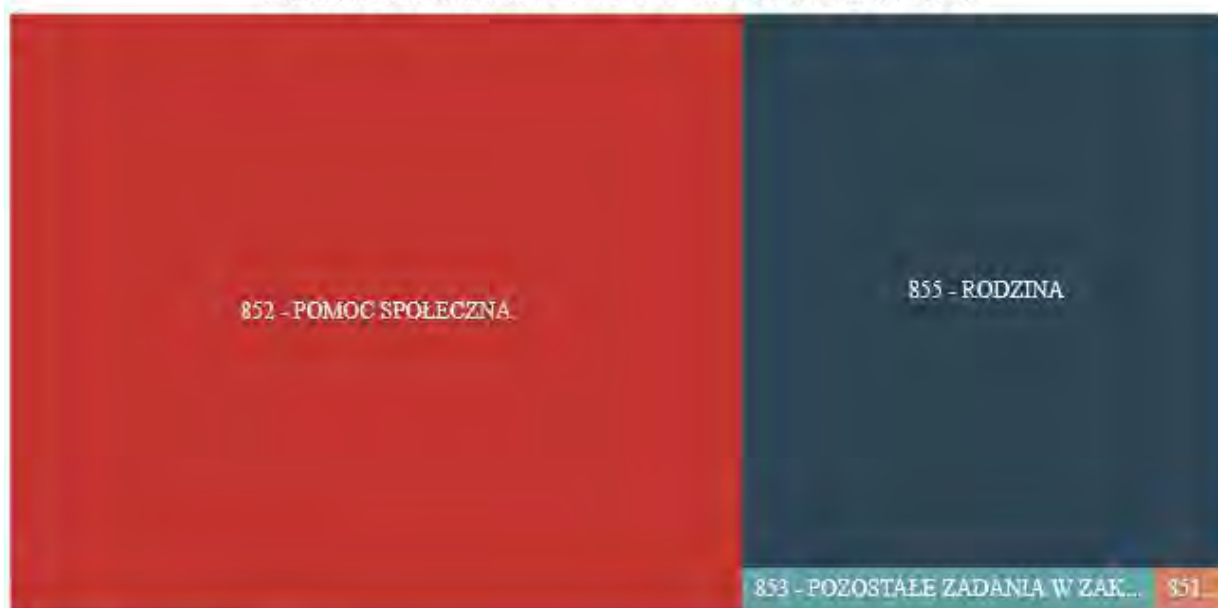 852 - POMOC SPOŁECZNA
855 - RODZINA
853 - POZOSTAŁE ZADANIA W ZAK...
851...